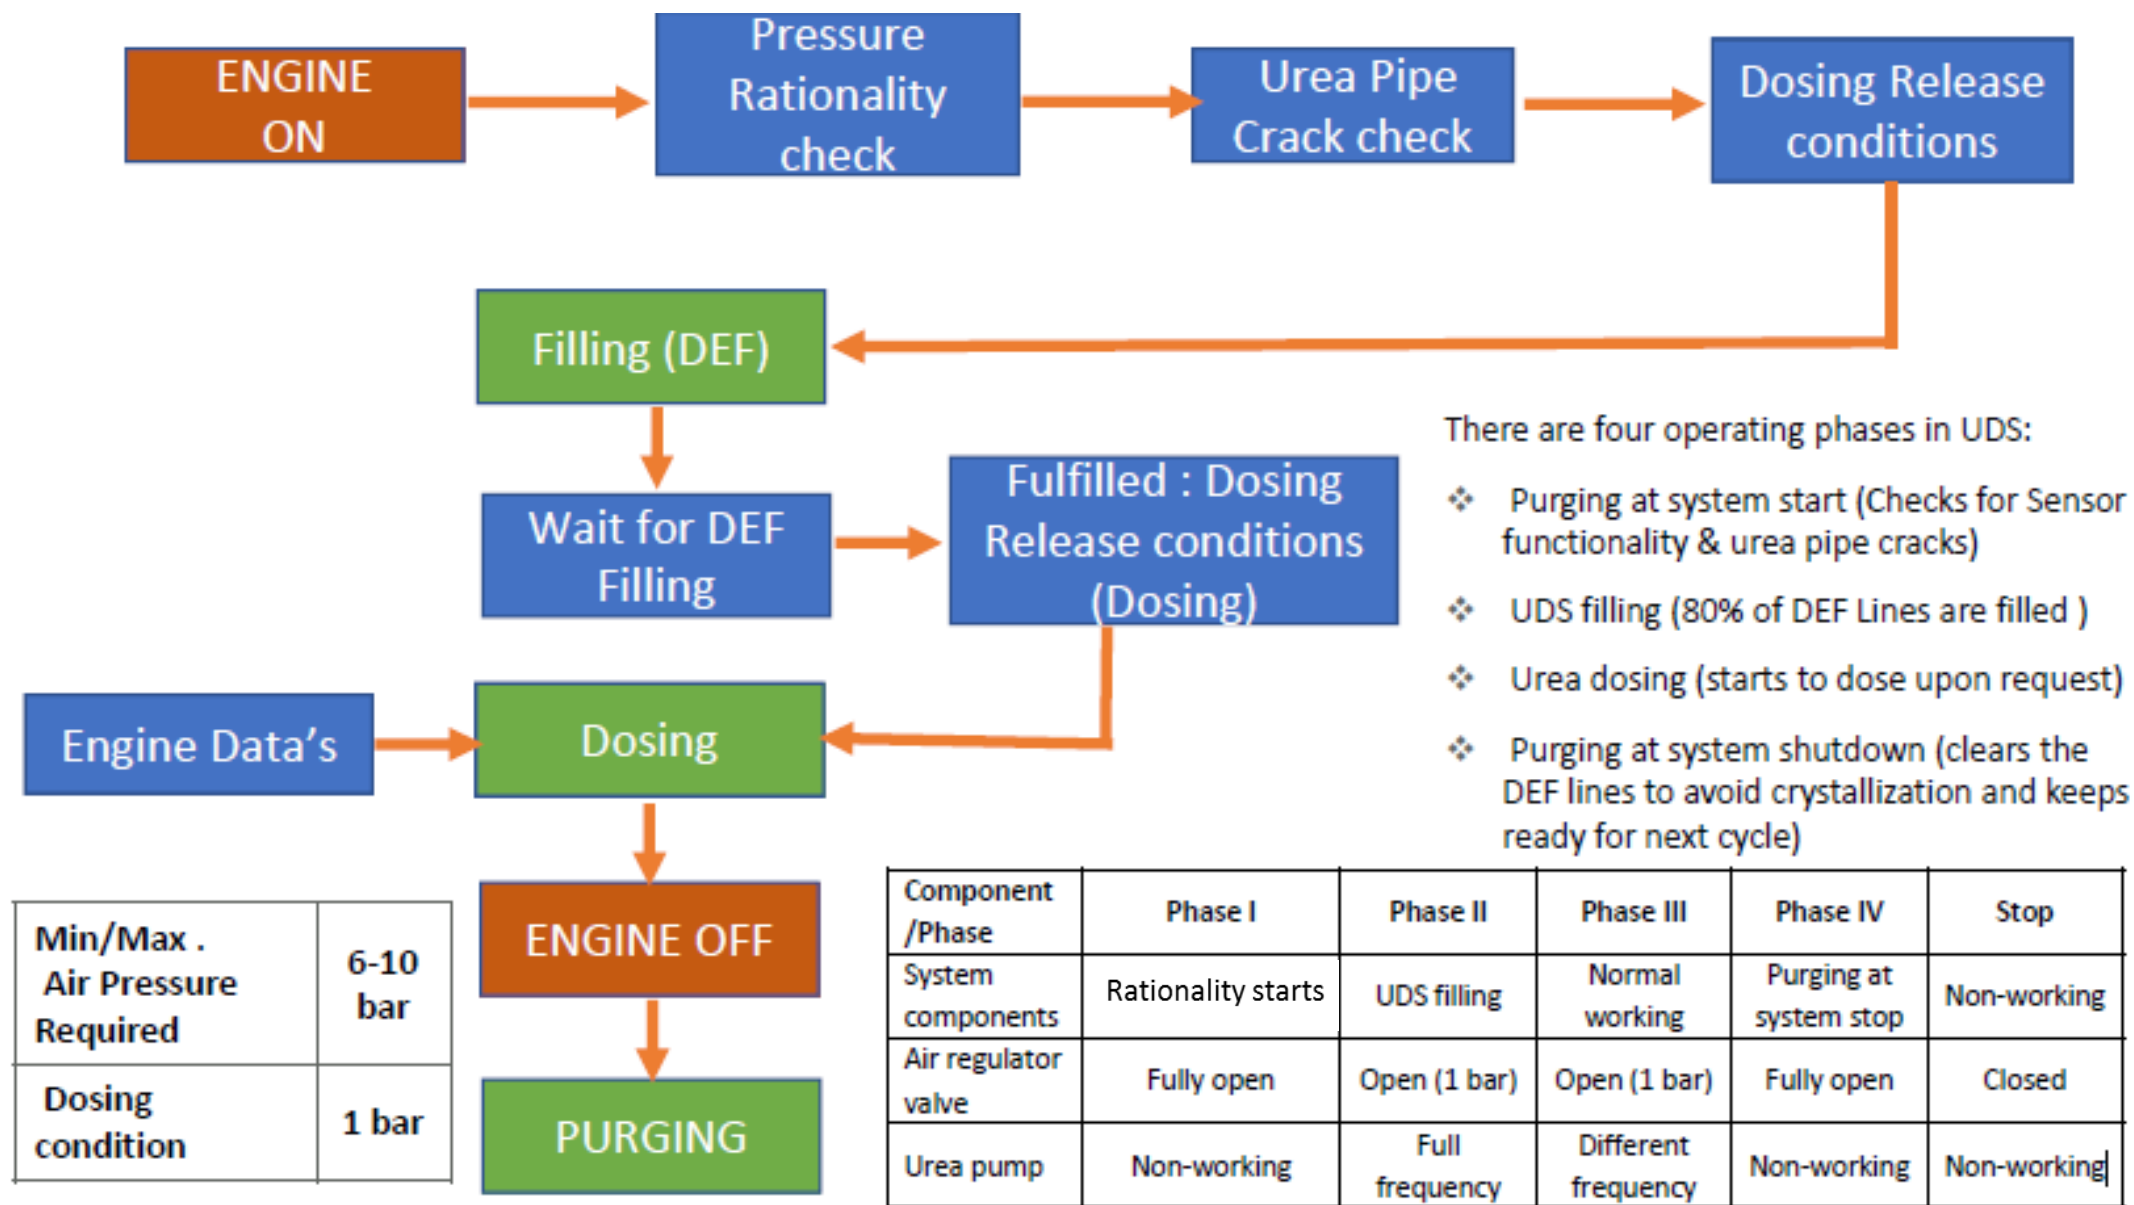 ENGINE
ON
Pressure
Rationality
check
Urea Pipe
Crack check
Dosing Release
conditions
Filling (DEF)
Wait for DEF
Filling
Fulfilled : Dosing
Release conditions
(Dosing)
Engine Data's
Dosing
ENGINE OFF
PURGING
There are four operating phases in UDS:
❖ Purging at system start (Checks for Sensor
functionality & urea pipe cracks)
❖ UDS filling (80% of DEF Lines are filled )
❖ Urea dosing (starts to dose upon request)
❖ Purging at system shutdown (clears the
DEF lines to avoid crystallization and keeps
ready for next cycle)
Min/Max .
Air Pressure
Required
6-10
bar
Dosing
condition
1 bar
Component
/Phase
Phase I
Phase II
Phase III
Phase IV
Stop
System
components
Rationality starts
UDS filling
Normal
working
Purging at
system stop
Non-working
Air regulator
valve
Fully open
Open (1 bar)
Open (1 bar)
Fully open
Closed
Urea pump
Non-working
Full
frequency
Different
frequency
Non-working
Non-working